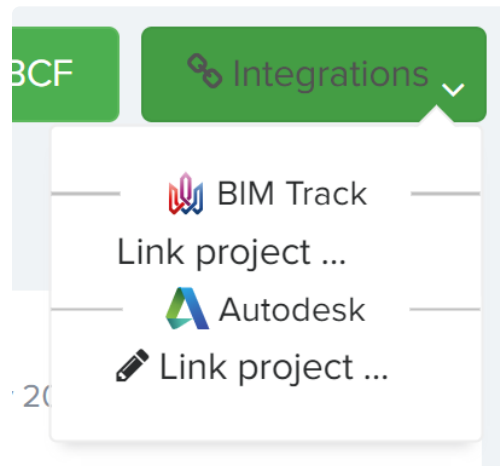 BCF
Integrations
BIM Track
Link project ...
Autodesk
Link project ...